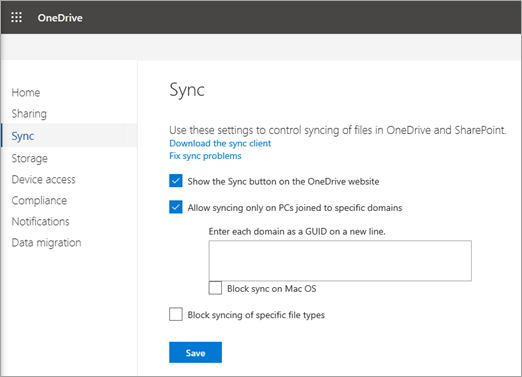 OneDrive
Home
Sharing
Sync
Storage
Device access
Compliance
Notifications
Data migration
Sync
Use these settings to control syncing of files in OneDrive and SharePoint.
Download the sync client
Fix sync problems
Show the Sync button on the OneDrive website
Allow syncing only on PCs joined to specific domains
Enter each domain as a GUID on a new line.
Block sync on Mac OS
Block syncing of specific file types
Save